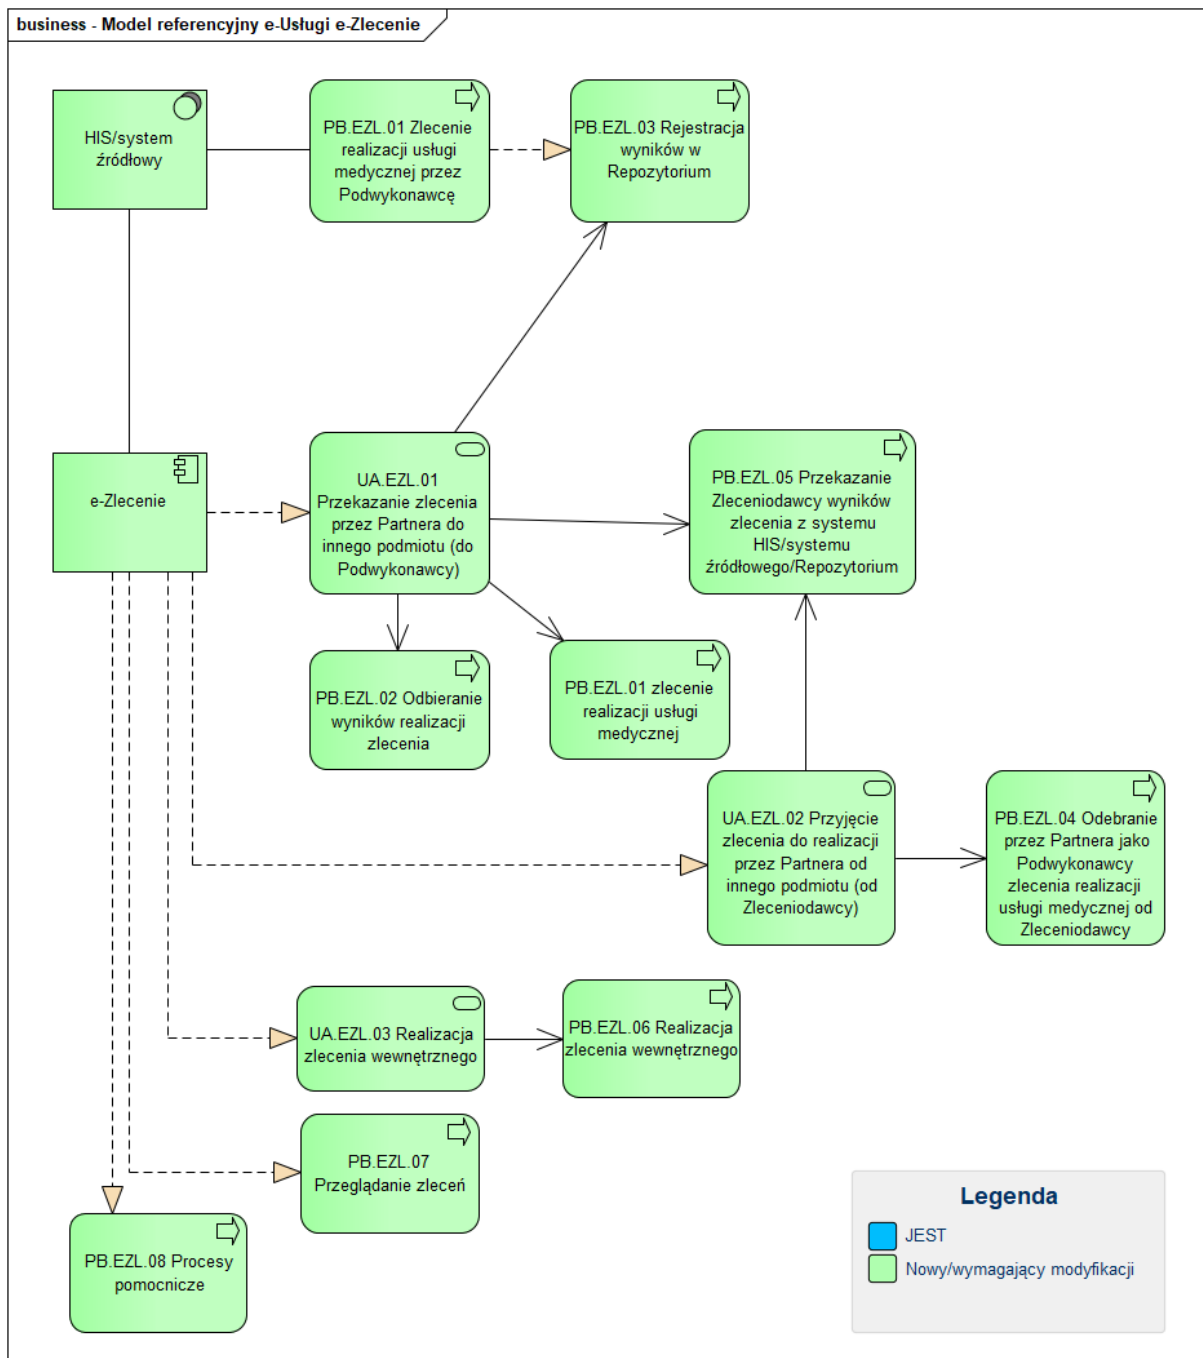 business - Model referencyjny e-Usługi e-Zlecenie
HIS/system
źródłowy
PB.EZL.01 Zlecenie
realizacji usługi
medycznej przez
Podwykonawcę
PB.EZL.03 Rejestracja
wyników w
Repozytorium
e-Zlecenie
UA.EZL.01
Przekazanie zlecenia
przez Partnera do
innego podmiotu (do
Podwykonawcy)
PB.EZL.05 Przekazanie
Zleceniodawcy wyników
zlecenia z systemu
HIS/systemu
źródłowego/Repozytorium
PB.EZL.02 Odbieranie
wyników realizacji
zlecenia
PB.EZL.01 zlecenie
realizacji usługi
medycznej
UA.EZL.02 Przyjęcie
zlecenia do realizacji
przez Partnera od
innego podmiotu (od
Zleceniodawcy)
PB.EZL.04 Odebranie
przez Partnera jako
Podwykonawcy
zlecenia realizacji
usługi medycznej od
Zleceniodawcy
UA.EZL.03 Realizacja
zlecenia wewnętrznego
PB.EZL.06 Realizacja
zlecenia wewnętrznego
PB.EZL.07
Przeglądanie zleceń
PB.EZL.08 Procesy
pomocnicze
Legenda
JEST
Nowy/wymagający modyfikacji